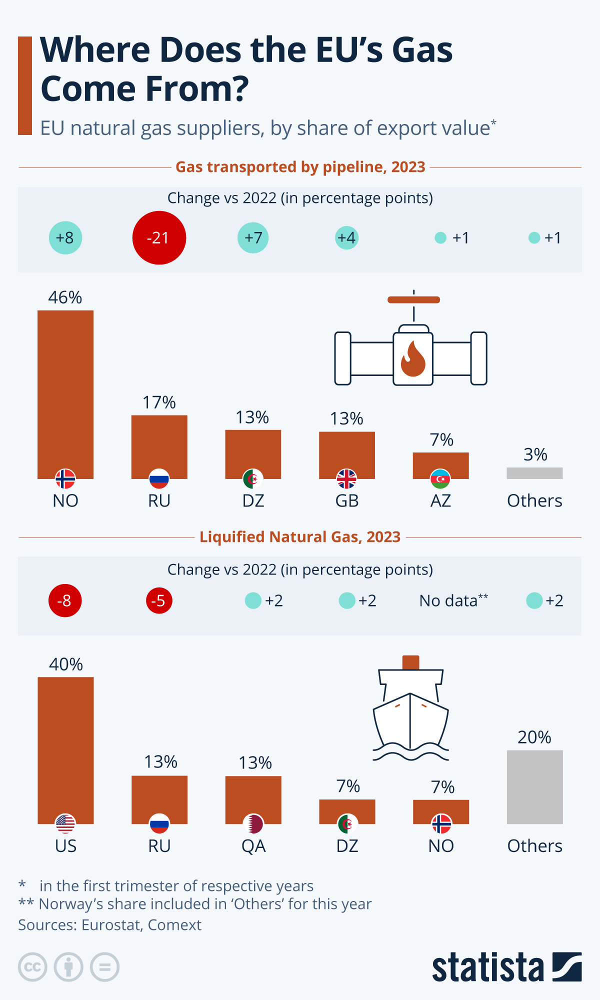 Where Does the EU’s Gas
Come From?
EU natural gas suppliers, by share of export value*
Gas transported by pipeline, 2023
Change vs 2022 (in percentage points)
+8 -21 +7 +4 +1 +1
46% 17% 13% 13% 7% 3%
NO RU DZ GB AZ Others
Liquified Natural Gas, 2023
Change vs 2022 (in percentage points)
-8 -5 +2 +2 No data** +2
40% 13% 13% 7% 7% 20%
US RU QA DZ NO Others
* in the first trimester of respective years
** Norway’s share included in ‘Others’ for this year
Sources: Eurostat, Comext
cc = statista